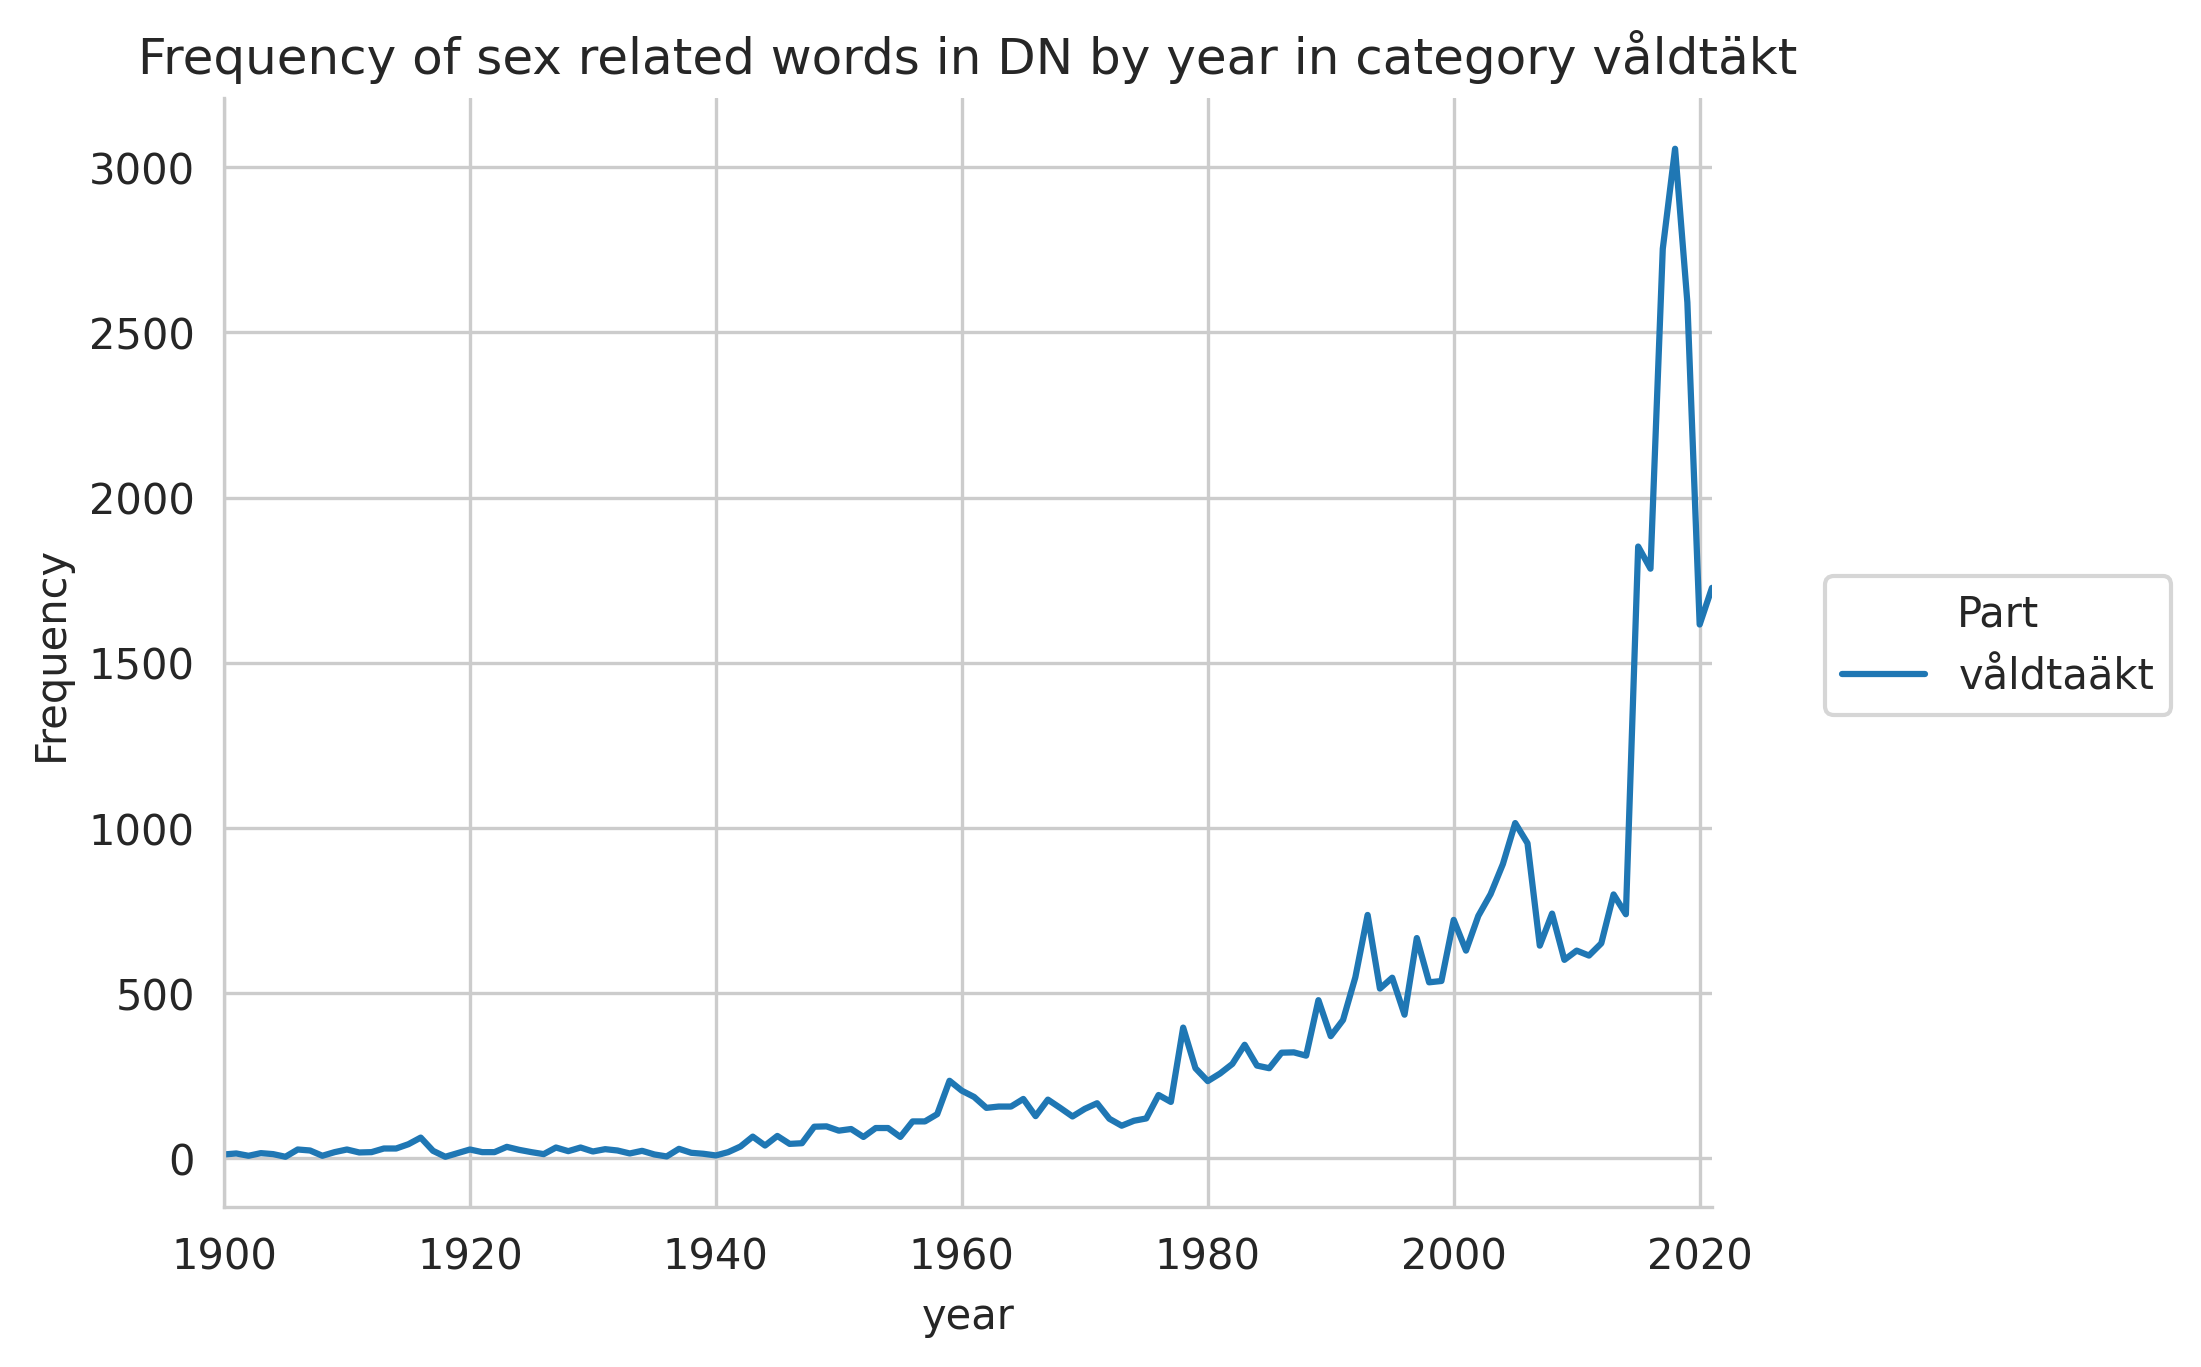 Frequency of sex related words in DN by year in category våldtäkt
3000
2500
2000
1500
1000
500
0
Frequency
1900 1920 1940 1960 1980 2000 2020
year
Part
våldtaäkt